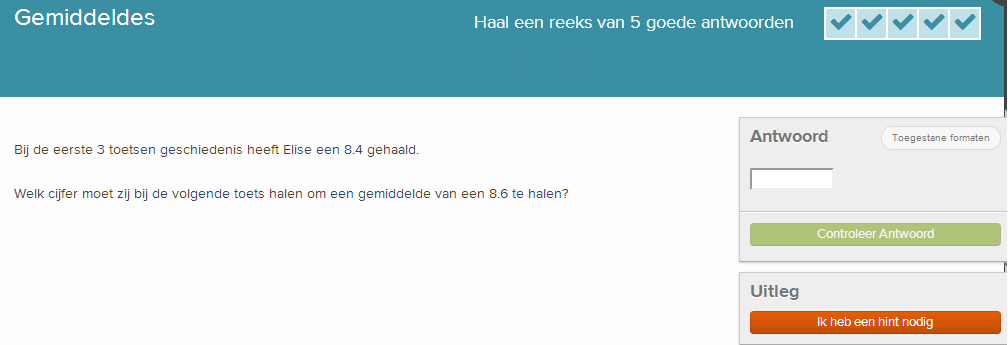 Gemiddeldes
Haal een reeks van 5 goede antwoorden
Bij de eerste 3 toetsen geschiedenis heeft Elise een 8.4 gehaald.
Welk cijfer moet zij bij de volgende toets halen om een gemiddelde van een 8.6 te halen?
Antwoord
Toegestane formaten
Controleer Antwoord
Uitleg
Ik heb een hint nodig